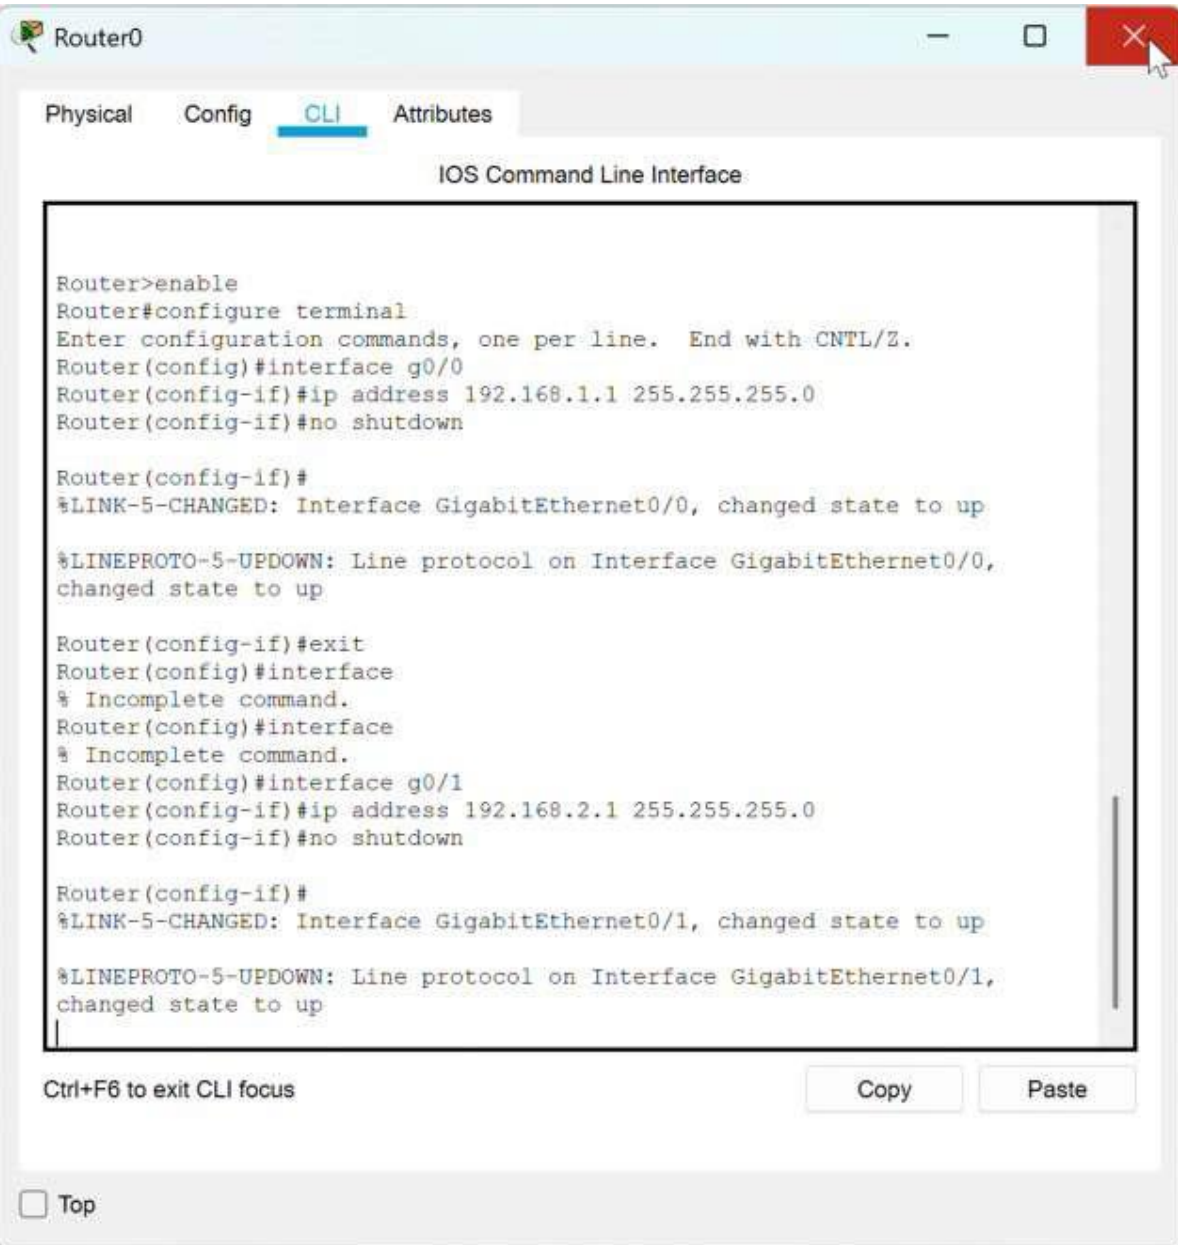 Router0
Physical Config CLI Attributes
IOS Command Line Interface
Router>enable
Router#configure terminal
Enter configuration commands, one per line.  End with CNTL/Z.
Router(config)#interface g0/0
Router(config-if)#ip address 192.168.1.1 255.255.255.0
Router(config-if)#no shutdown
Router(config-if)#
%LINK-5-CHANGED: Interface GigabitEthernet0/0, changed state to up
%LINEPROTO-5-UPDOWN: Line protocol on Interface GigabitEthernet0/0,
changed state to up
Router(config-if)#exit
Router(config)#interface
% Incomplete command.
Router(config)#interface
% Incomplete command.
Router(config)#interface g0/1
Router(config-if)#ip address 192.168.2.1 255.255.255.0
Router(config-if)#no shutdown
Router(config-if)#
%LINK-5-CHANGED: Interface GigabitEthernet0/1, changed state to up
%LINEPROTO-5-UPDOWN: Line protocol on Interface GigabitEthernet0/1,
changed state to up
Ctrl+F6 to exit CLI focus
Copy Paste
Top